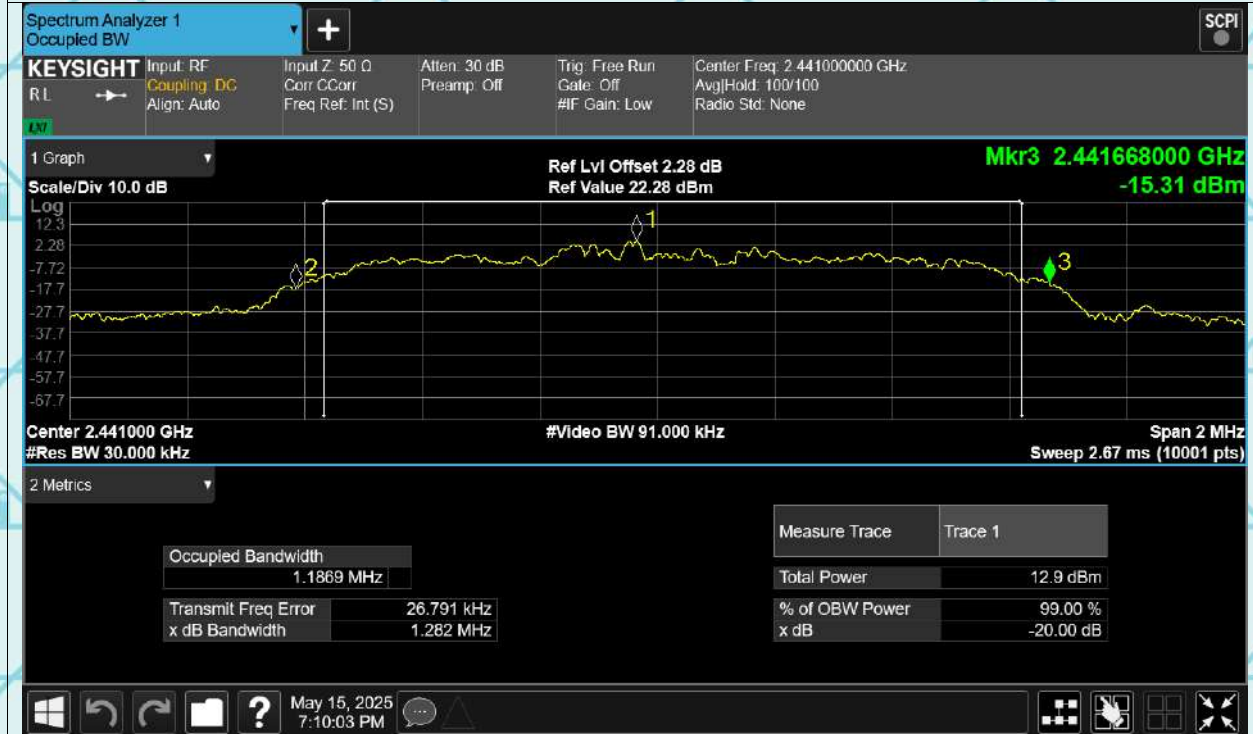 Spectrum Analyzer 1
Occupied BW
+
SCPI
KEYSIGHT
RL
LXI
Input: RF
Coupling: DC
Align: Auto
Input Z: 50 Ω
Corr CCorr
Freq Ref: Int (S)
Atten: 30 dB
Preamp: Off
Trig: Free Run
Gate: Off
#IF Gain: Low
Center Freq: 2.441000000 GHz
Avg|Hold: 100/100
Radio Std: None
1 Graph
Scale/Div 10.0 dB
Ref Lvl Offset 2.28 dB
Ref Value 22.28 dBm
Mkr3 2.441668000 GHz
-15.31 dBm
Log
12.3
2.28
-7.72
-17.7
-27.7
-37.7
-47.7
-57.7
-67.7
1
2
3
Center 2.441000 GHz
#Video BW 91.000 kHz
Span 2 MHz
#Res BW 30.000 kHz
Sweep 2.67 ms (10001 pts)
2 Metrics
Measure Trace
Trace 1
Occupied Bandwidth
1.1869 MHz
Total Power
12.9 dBm
Transmit Freq Error
26.791 kHz
% of OBW Power
99.00 %
x dB Bandwidth
1.282 MHz
x dB
-20.00 dB
?
May 15, 2025
7:10:03 PM